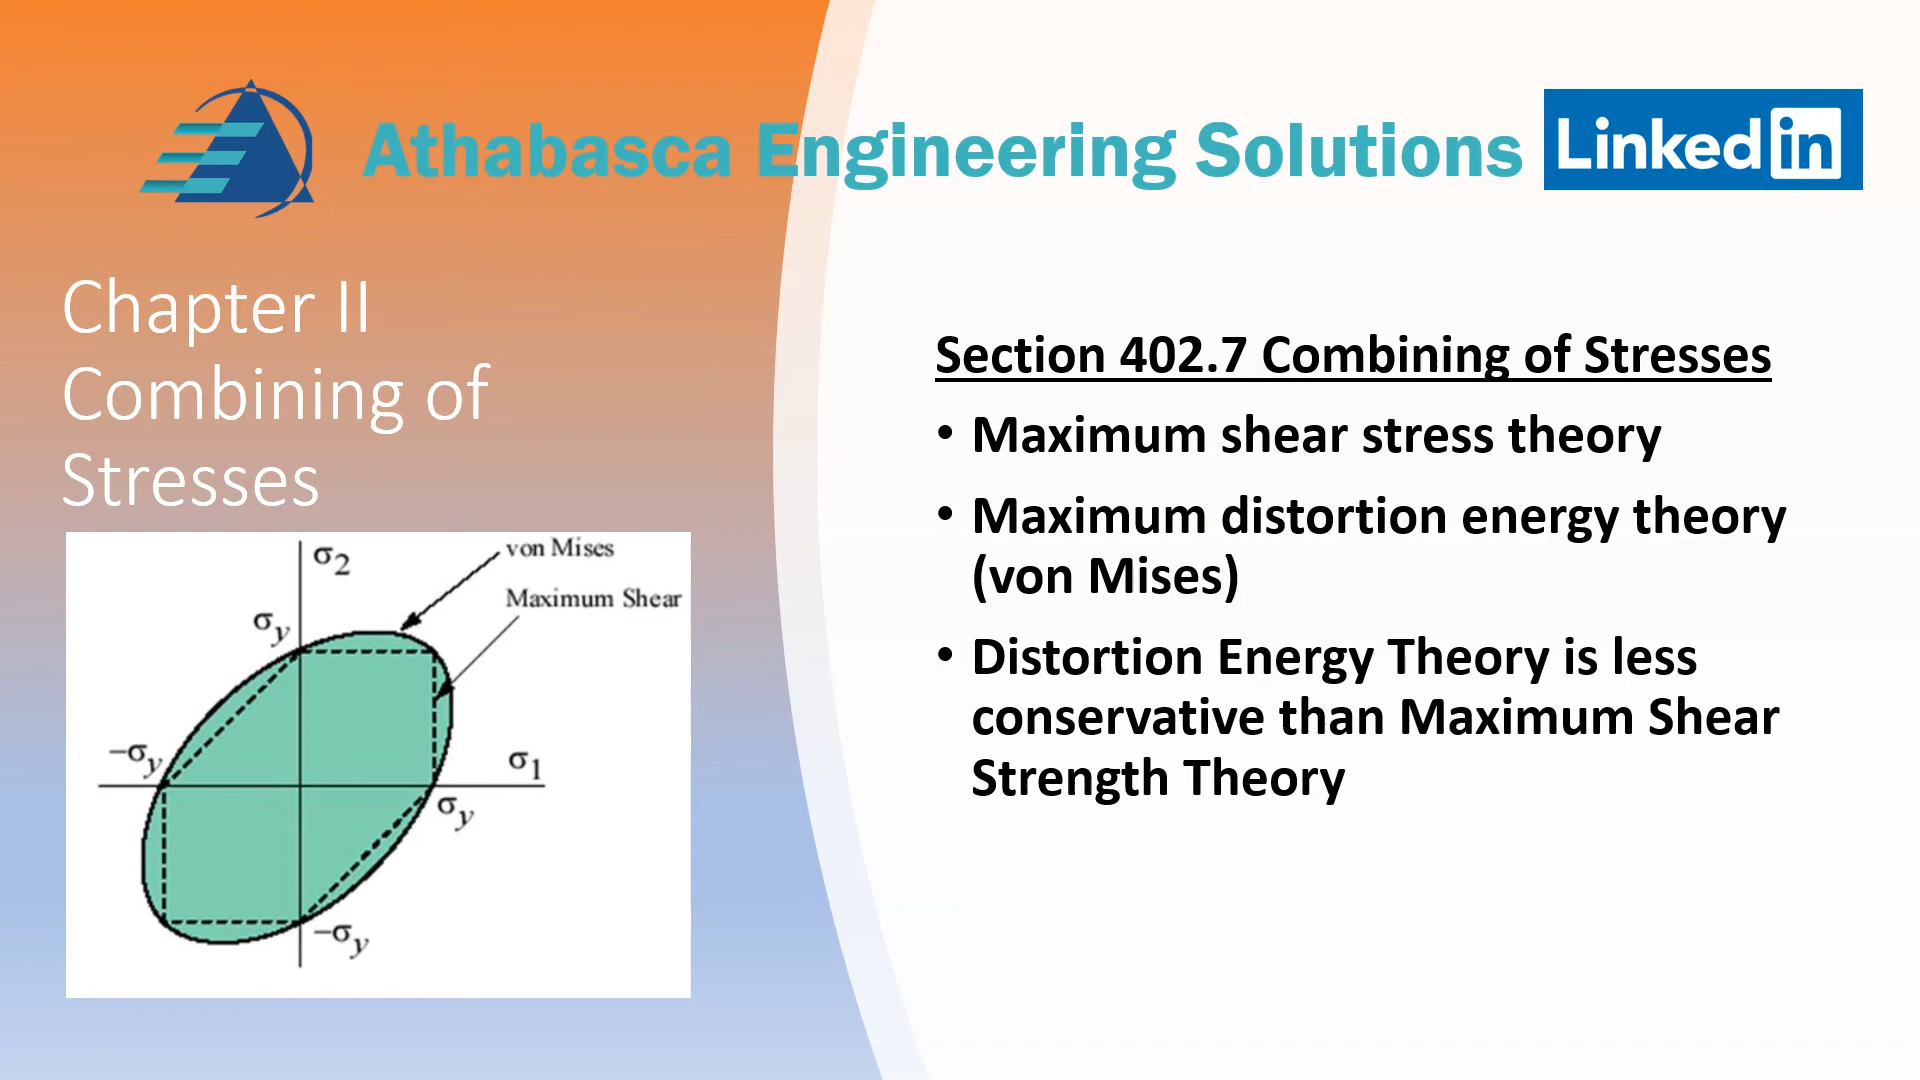 Athabasca Engineering Solutions
Linked in
Chapter II
Combining of
Stresses
Section 402.7 Combining of Stresses
• Maximum shear stress theory
• Maximum distortion energy theory
(von Mises)
• Distortion Energy Theory is less
conservative than Maximum Shear
Strength Theory
σ2
von Mises
Maximum Shear
σy
−σy
σ1
σy
−σy